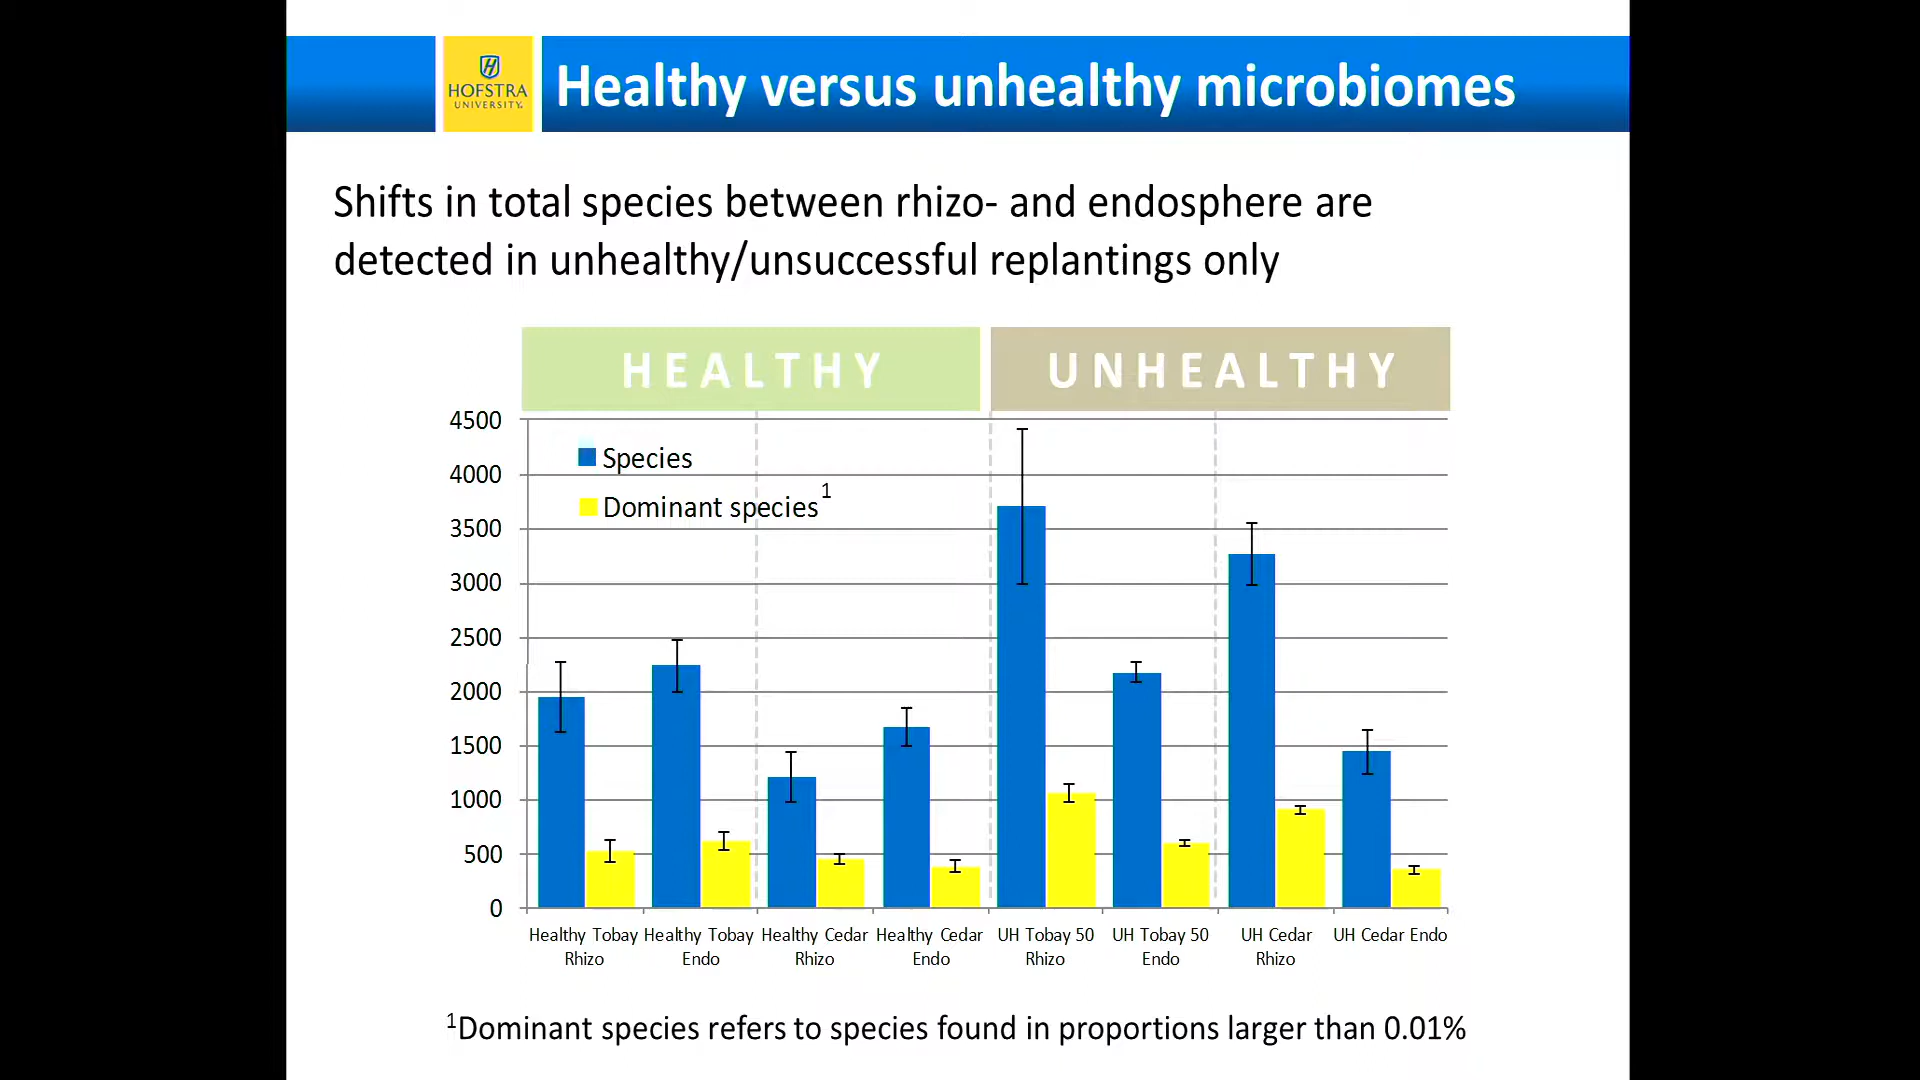 HOFSTRA
UNIVERSITY
Healthy versus unhealthy microbiomes
Shifts in total species between rhizo- and endosphere are
detected in unhealthy/unsuccessful replantings only
HEALTHY
UNHEALTHY
4500
4000
3500
3000
2500
2000
1500
1000
500
0
Species
Dominant species¹
Healthy Tobay Rhizo
Healthy Tobay Endo
Healthy Cedar Rhizo
Healthy Cedar Endo
UH Tobay 50 Rhizo
UH Tobay 50 Endo
UH Cedar Rhizo
UH Cedar Endo
¹Dominant species refers to species found in proportions larger than 0.01%